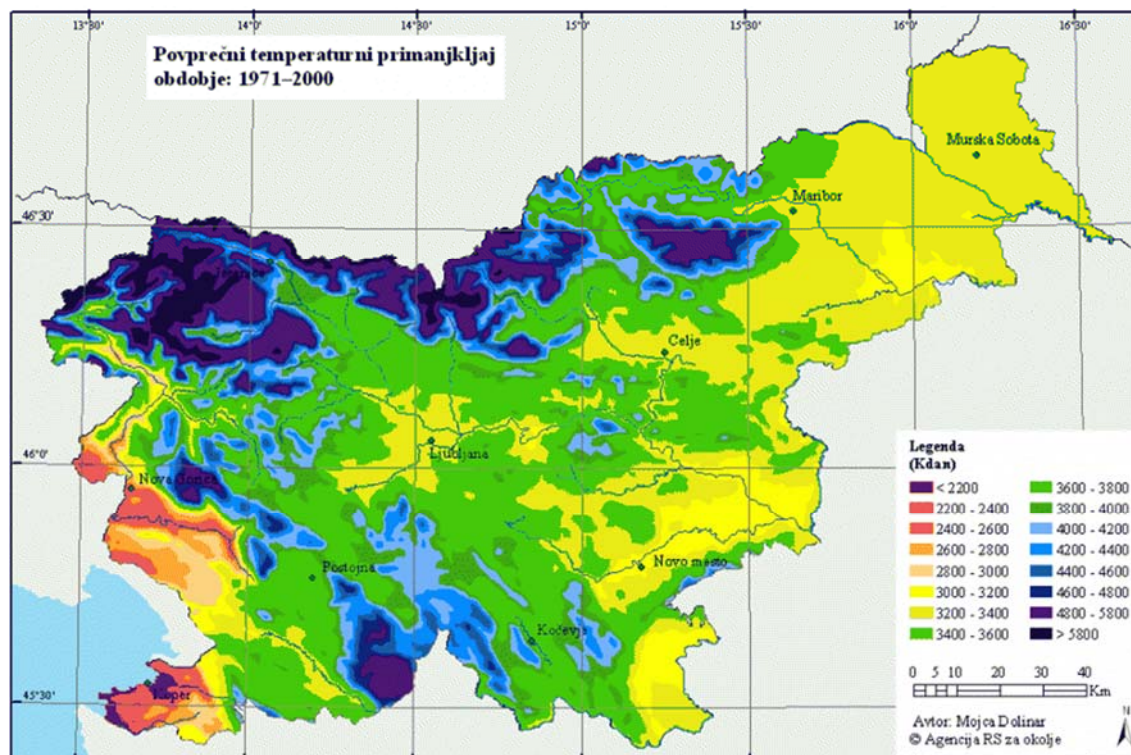 13°30'
14°0'
14°30'
15°0'
15°30'
16°0'
16°30'
Povprečni temperaturni primanjkljaj
obdobje: 1971–2000
Murska Sobota
46°30'
Maribor
Jesenice
Celje
46°0'
Ljubljana
Nova Gorica
Postojna
Novo mesto
Kočevje
45°30'
Koper
Legenda
(Kdan)
< 2200
2200 - 2400
2400 - 2600
2600 - 2800
2800 - 3000
3000 - 3200
3200 - 3400
3400 - 3600
3600 - 3800
3800 - 4000
4000 - 4200
4200 - 4400
4400 - 4600
4600 - 4800
4800 - 5800
> 5800
0 5 10 20 30 40
Km
N
Avtor: Mojca Dolinar
© Agencija RS za okolje